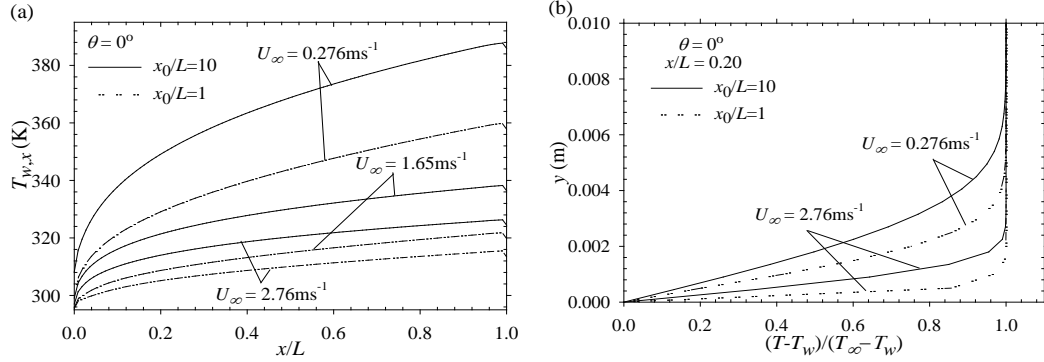 (a)
θ = 0°
x₀/L=10
x₀/L=1
U∞ = 0.276ms⁻¹
U∞ = 1.65ms⁻¹
U∞ = 2.76ms⁻¹
380
360
340
320
300
T_w,x (K)
0.0 0.2 0.4 0.6 0.8 1.0
x/L
(b)
θ = 0°
x/L = 0.20
x₀/L=10
x₀/L=1
U∞ = 0.276ms⁻¹
U∞ = 2.76ms⁻¹
0.010
0.008
0.006
0.004
0.002
0.000
y (m)
0.0 0.2 0.4 0.6 0.8 1.0
(T-T_w)/(T∞−T_w)